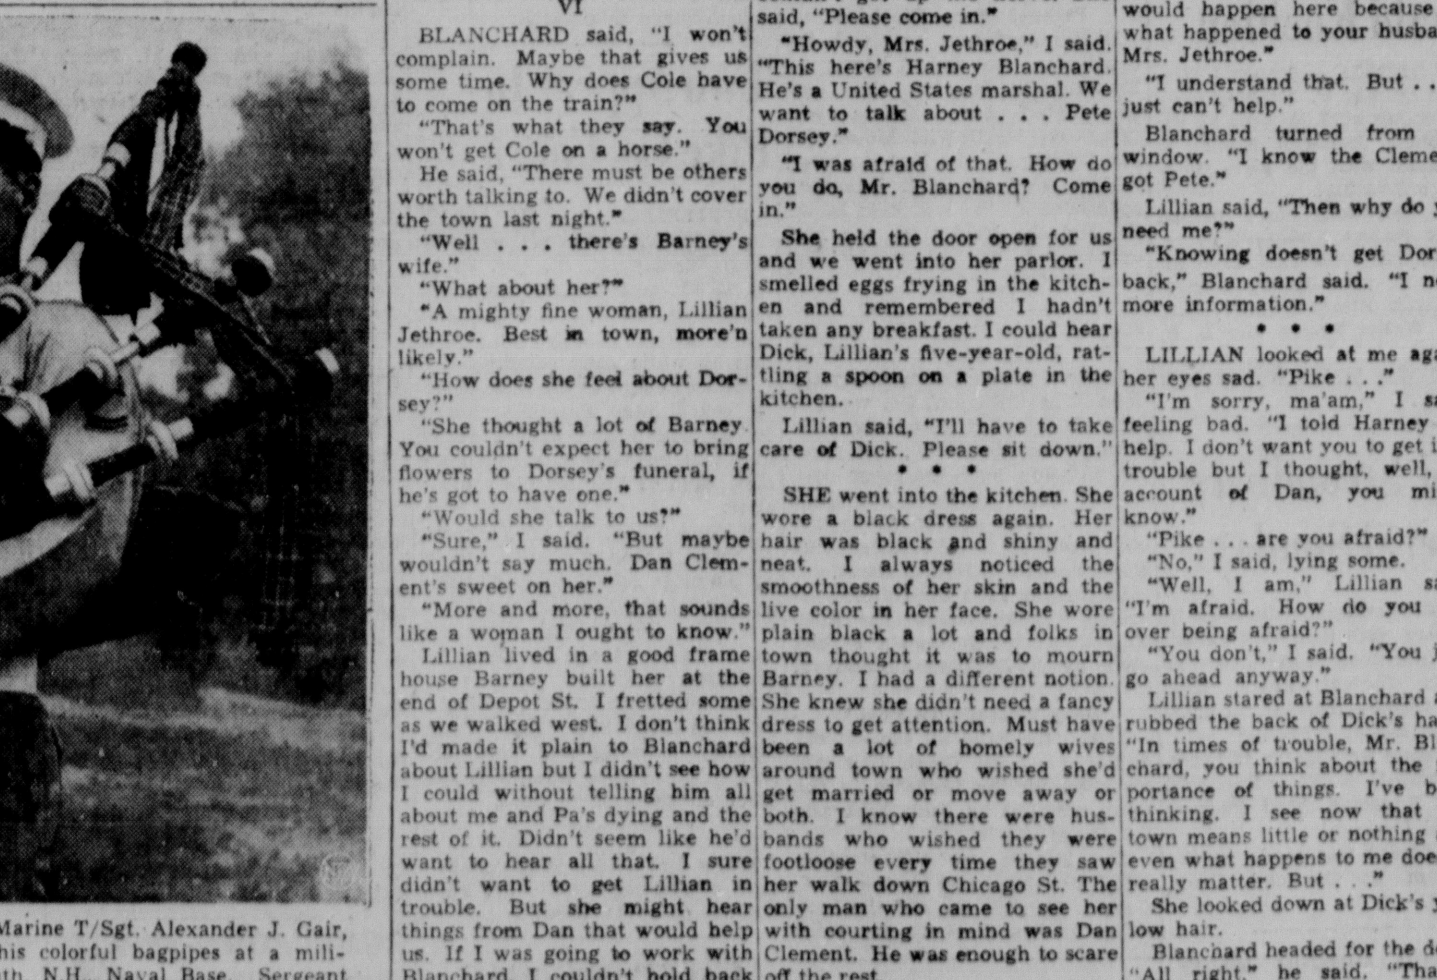 VI
BLANCHARD said, "I won't
complain. Maybe that gives us
some time. Why does Cole have
to come on the train?"
"That's what they say. You
won't get Cole on a horse."
He said, "There must be others
worth talking to. We didn't cover
the town last night."
"Well . . . there's Barney's
wife."
"What about her?"
"A mighty fine woman, Lillian
Jethroe. Best in town, more'n
likely."
"How does she feel about Dor-
sey?"
"She thought a lot of Barney.
You couldn't expect her to bring
flowers to Dorsey's funeral, if
he's got to have one."
"Would she talk to us?"
"Sure," I said. "But maybe
wouldn't say much. Dan Clem-
ent's sweet on her."
"More and more, that sounds
like a woman I ought to know."
Lillian lived in a good frame
house Barney built her at the
end of Depot St. I fretted some
as we walked west. I don't think
I'd made it plain to Blanchard
about Lillian but I didn't see how
I could without telling him all
about me and Pa's dying and the
rest of it. Didn't seem like he'd
want to hear all that. I sure
didn't want to get Lillian in
trouble. But she might hear
things from Dan that would help
us. If I was going to work with
Blanchard I couldn't hold back
said, "Please come in."
"Howdy, Mrs. Jethroe," I said.
"This here's Harney Blanchard.
He's a United States marshal. We
want to talk about . . . Pete
Dorsey."
"I was afraid of that. How do
you do, Mr. Blanchard? Come
in."
She held the door open for us
and we went into her parlor. I
smelled eggs frying in the kitch-
en and remembered I hadn't
taken any breakfast. I could hear
Dick, Lillian's five-year-old, rat-
tling a spoon on a plate in the
kitchen.
Lillian said, "I'll have to take
care of Dick. Please sit down."
* * *
SHE went into the kitchen. She
wore a black dress again. Her
hair was black and shiny and
neat. I always noticed the
smoothness of her skin and the
live color in her face. She wore
plain black a lot and folks in
town thought it was to mourn
Barney. I had a different notion.
She knew she didn't need a fancy
dress to get attention. Must have
been a lot of homely wives
around town who wished she'd
get married or move away or
both. I know there were hus-
bands who wished they were
footloose every time they saw
her walk down Chicago St. The
only man who came to see her
with courting in mind was Dan
Clement. He was enough to scare
off the rest.
would happen here because
what happened to your
Mrs. Jethroe."
"I understand that. But . .
just can't help."
Blanchard turned from
window. "I know the
got Pete."
Lillian said, "Then why do
need me?"
"Knowing doesn't get
back," Blanchard said. "I
more information."
* * *
LILLIAN looked at me
her eyes sad. "Pike . . ."
"I'm sorry, ma'am," I
feeling bad. "I told Harney
help. I don't want you to get
trouble but I thought, well,
account of Dan, you
know."
"Pike . . . are you afraid?"
"No," I said, lying some.
"Well, I am," Lillian
"I'm afraid. How do you
over being afraid?"
"You don't," I said. "You
go ahead anyway."
Lillian stared at Blanchard
rubbed the back of Dick's
"In times of trouble, Mr.
chard, you think about the
portance of things. I've
thinking. I see now that
town means little or nothing
even what happens to me
really matter. But . . ."
She looked down at Dick's
low hair.
Blanchard headed for the
"All right," he said.
Marine T/Sgt. Alexander J. Gair,
his colorful bagpipes at a mili-
N.H., Naval Base. Sergeant